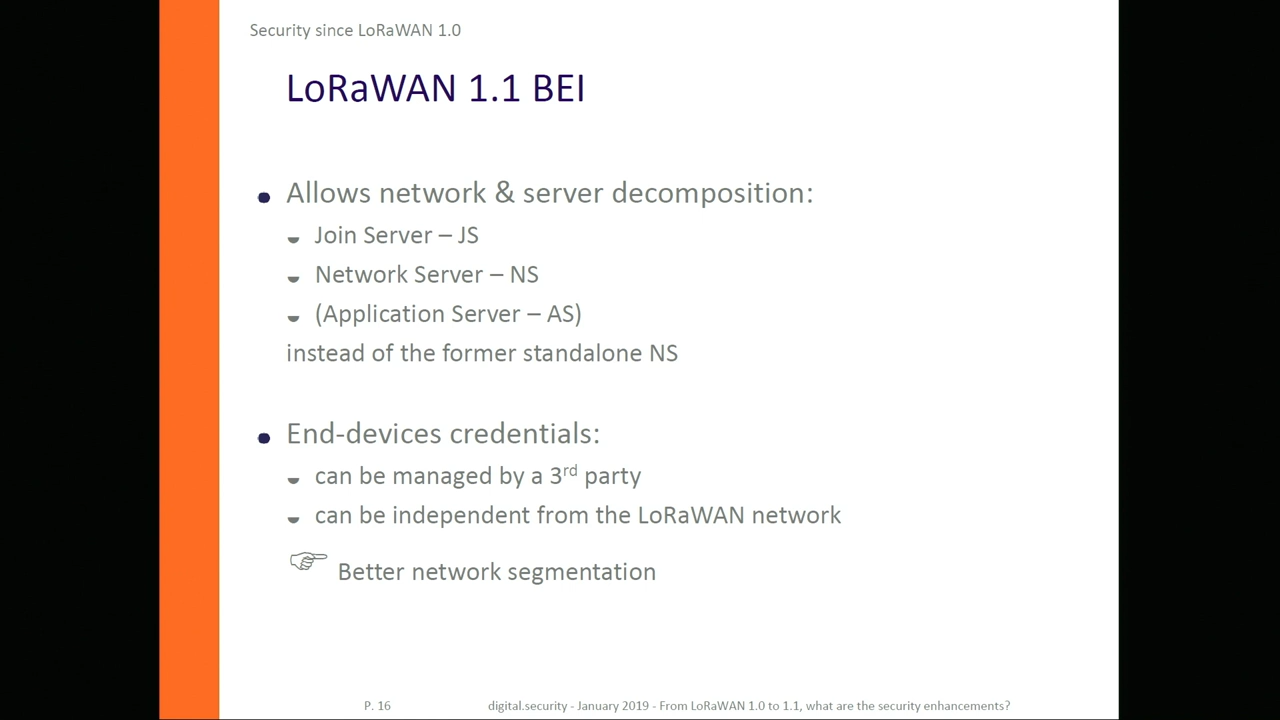 Security since LoRaWAN 1.0
LoRaWAN 1.1 BEI
Allows network & server decomposition:
Join Server – JS
Network Server – NS
(Application Server – AS)
instead of the former standalone NS
End-devices credentials:
can be managed by a 3rd party
can be independent from the LoRaWAN network
Better network segmentation
P. 16 digital.security - January 2019 - From LoRaWAN 1.0 to 1.1, what are the security enhancements?